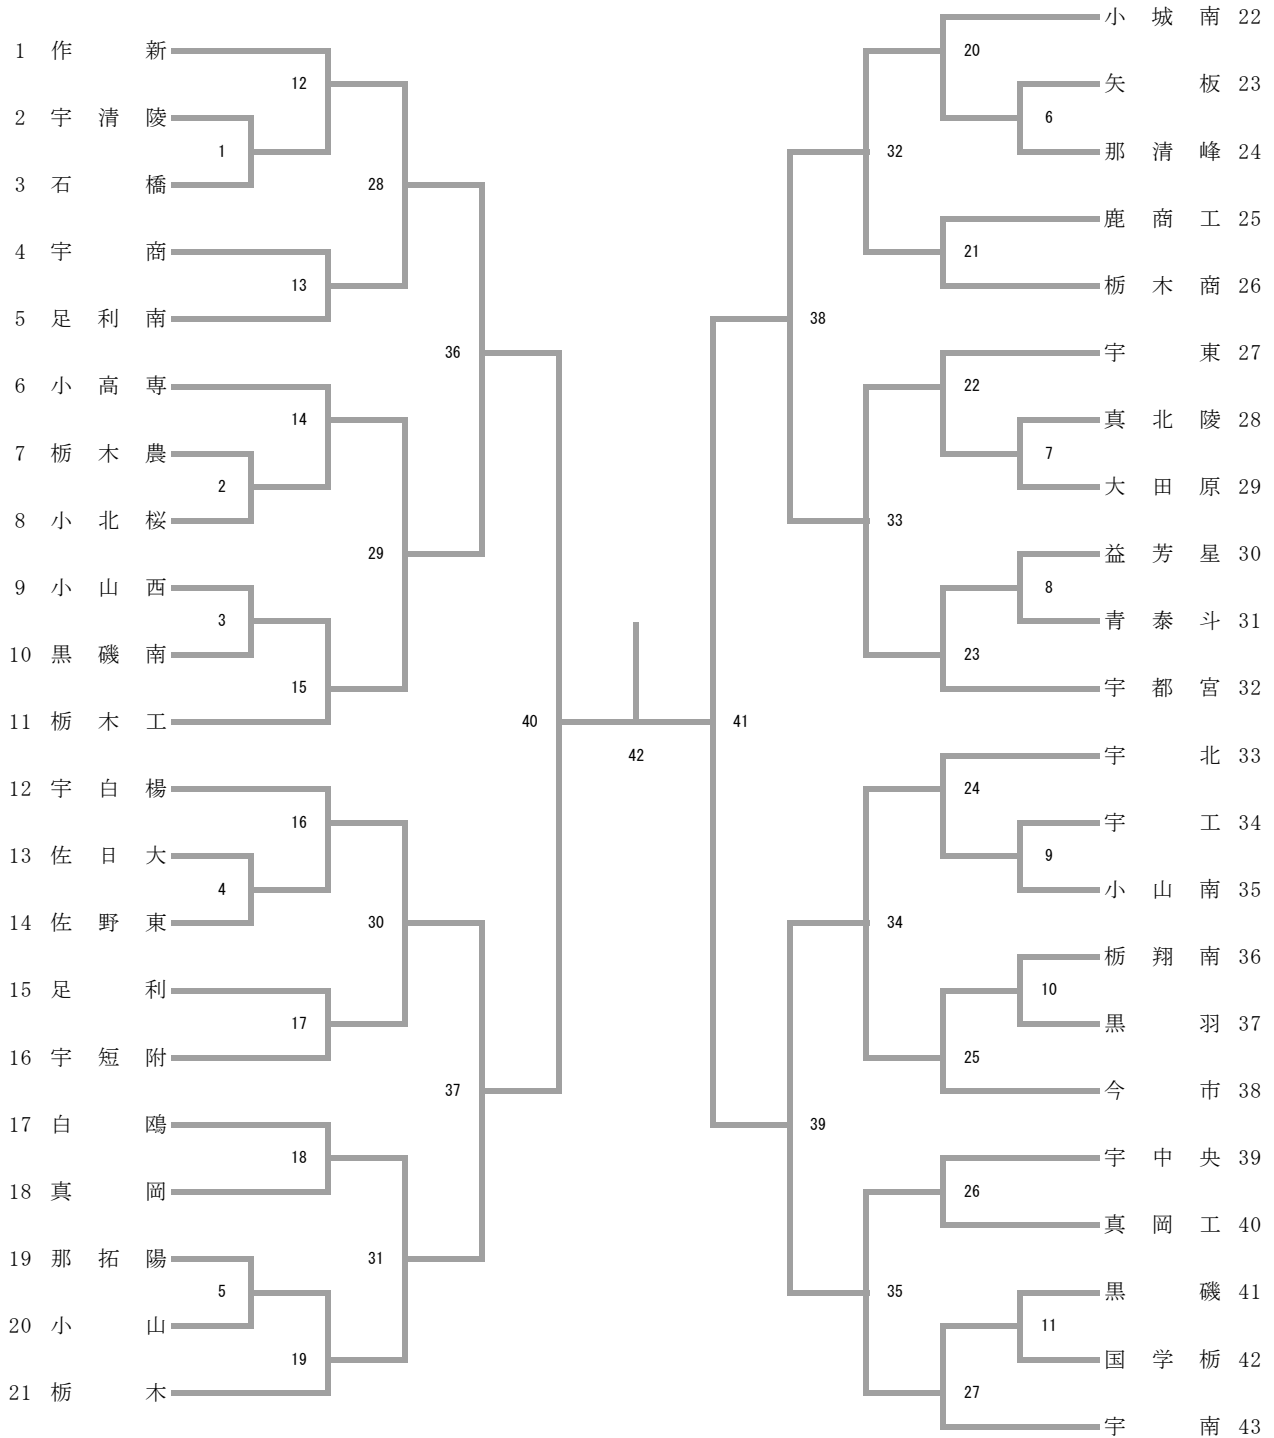 1 作新
2 宇清陵
3 石橋
4 宇商
5 足利南
6 小高専
7 栃木農
8 小北桜
9 小山西
10 黒磯南
11 栃木工
12 宇白楊
13 佐日大
14 佐野東
15 足利
16 宇短附
17 白鴎
18 真岡
19 那拓陽
20 小山
21 栃木
1
2
3
4
5
12
13
14
15
16
17
18
19
28
29
30
31
36
37
40
42
41
38
39
32
33
34
35
20
21
22
23
24
25
26
27
6
7
8
9
10
11
小城南 22
矢板 23
那清峰 24
鹿商工 25
栃木商 26
宇東 27
真北陵 28
大田原 29
益芳星 30
青泰斗 31
宇都宮 32
宇北 33
宇工 34
小山南 35
栃翔南 36
黒羽 37
今市 38
宇中央 39
真岡工 40
黒磯 41
国学栃 42
宇南 43